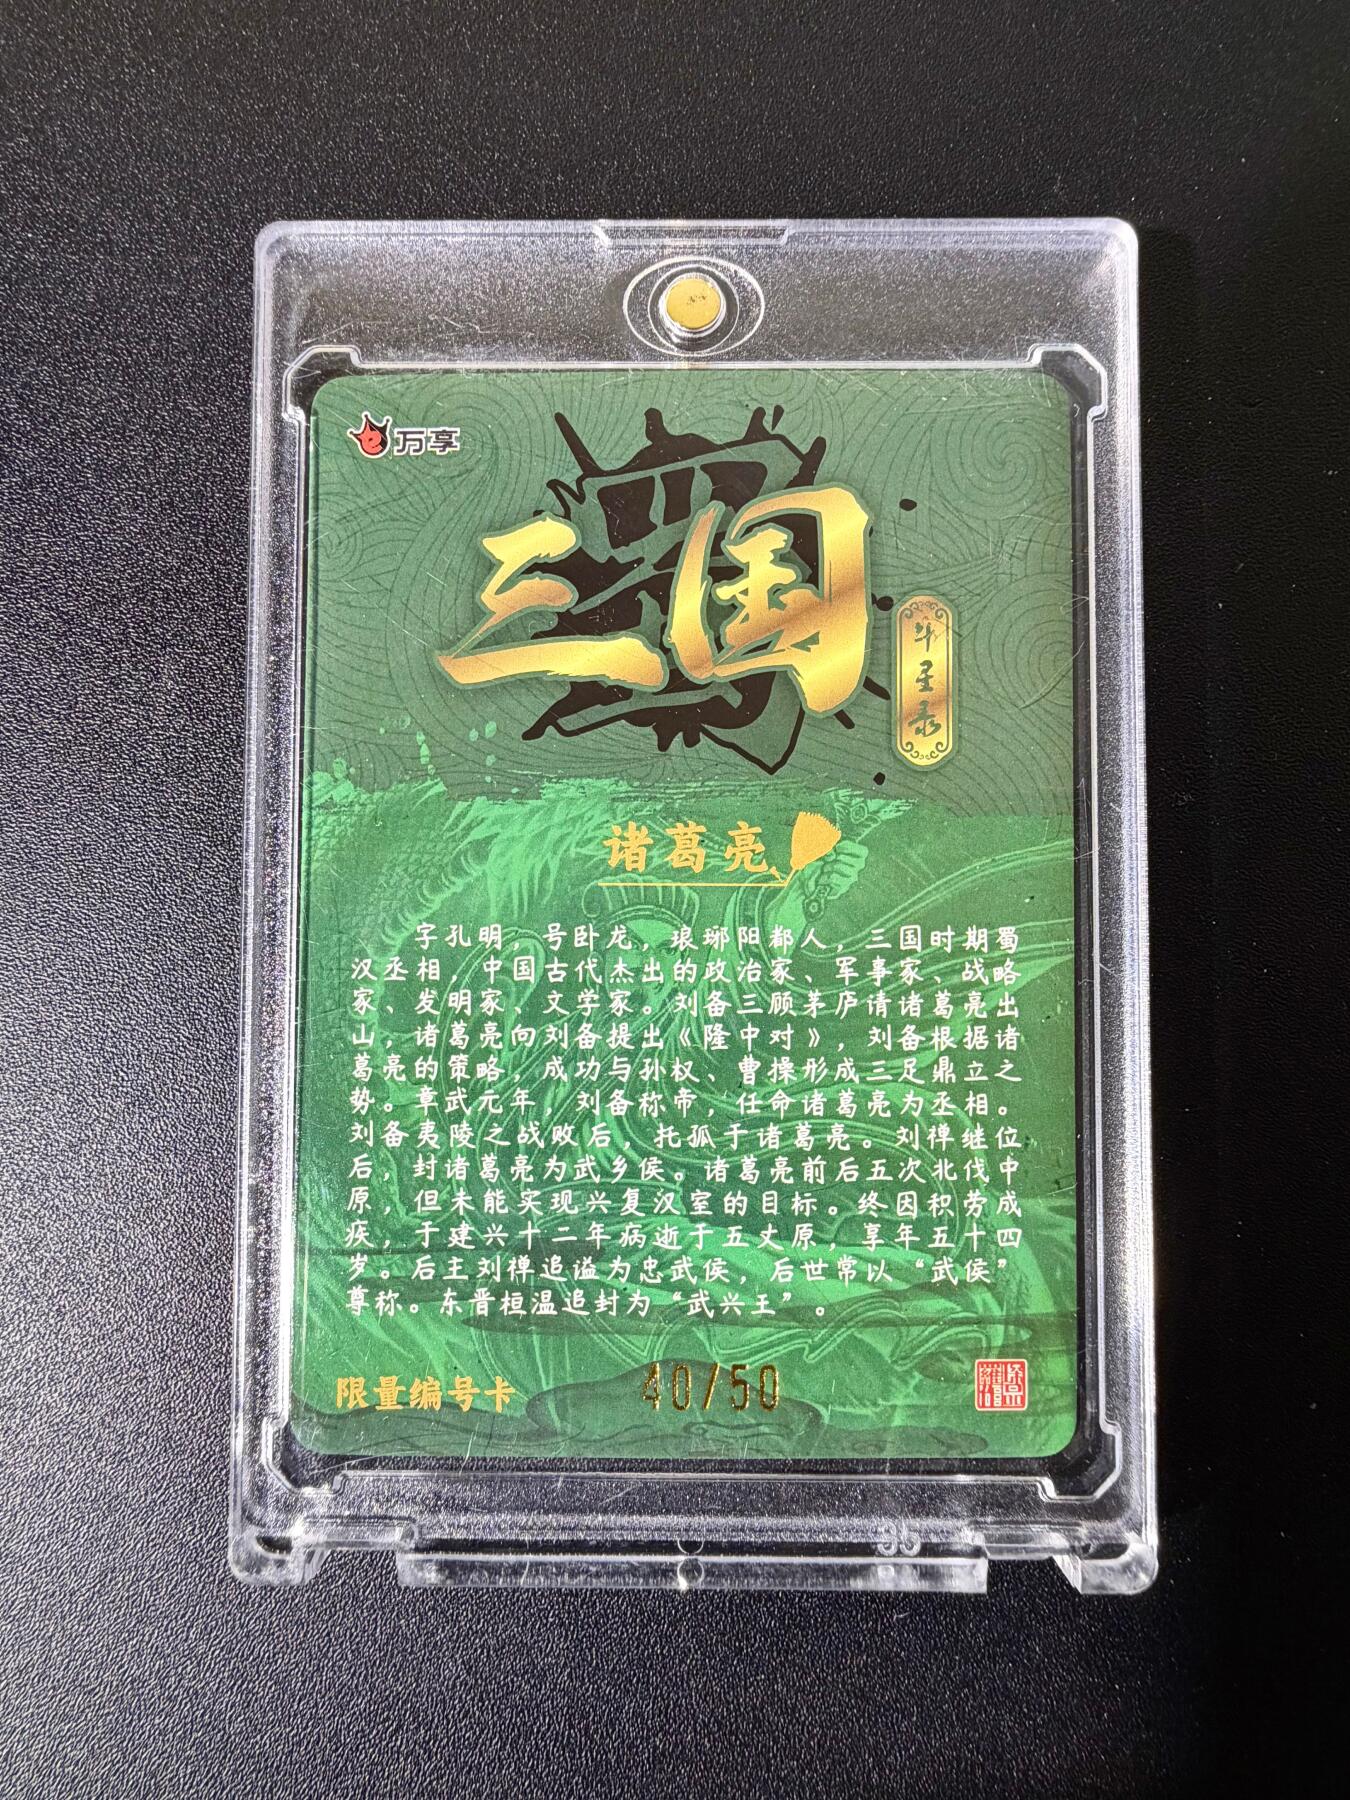 万享
三国
斗星录
诸葛亮
字孔明，号卧龙，琅琊阳都人，三国时期蜀
汉丞相，中国古代杰出的政治家、军事家、战略
家、发明家、文学家。刘备三顾茅庐请诸葛亮出
山，诸葛亮向刘备提出《隆中对》，刘备根据诸
葛亮的策略，成功与孙权、曹操形成三足鼎立之
势。章武元年，刘备称帝，任命诸葛亮为丞相。
刘备夷陵之战败后，托孤于诸葛亮。刘禅继位
后，封诸葛亮为武乡侯。诸葛亮前后五次北伐中
原，但未能实现兴复汉室的目标。终因积劳成
疾，于建兴十二年病逝于五丈原，享年五十四
岁。后王刘禅追谥为忠武侯，后世常以“武侯”
尊称。东晋桓温追封为“武兴王”。
限量编号卡
40/50
35